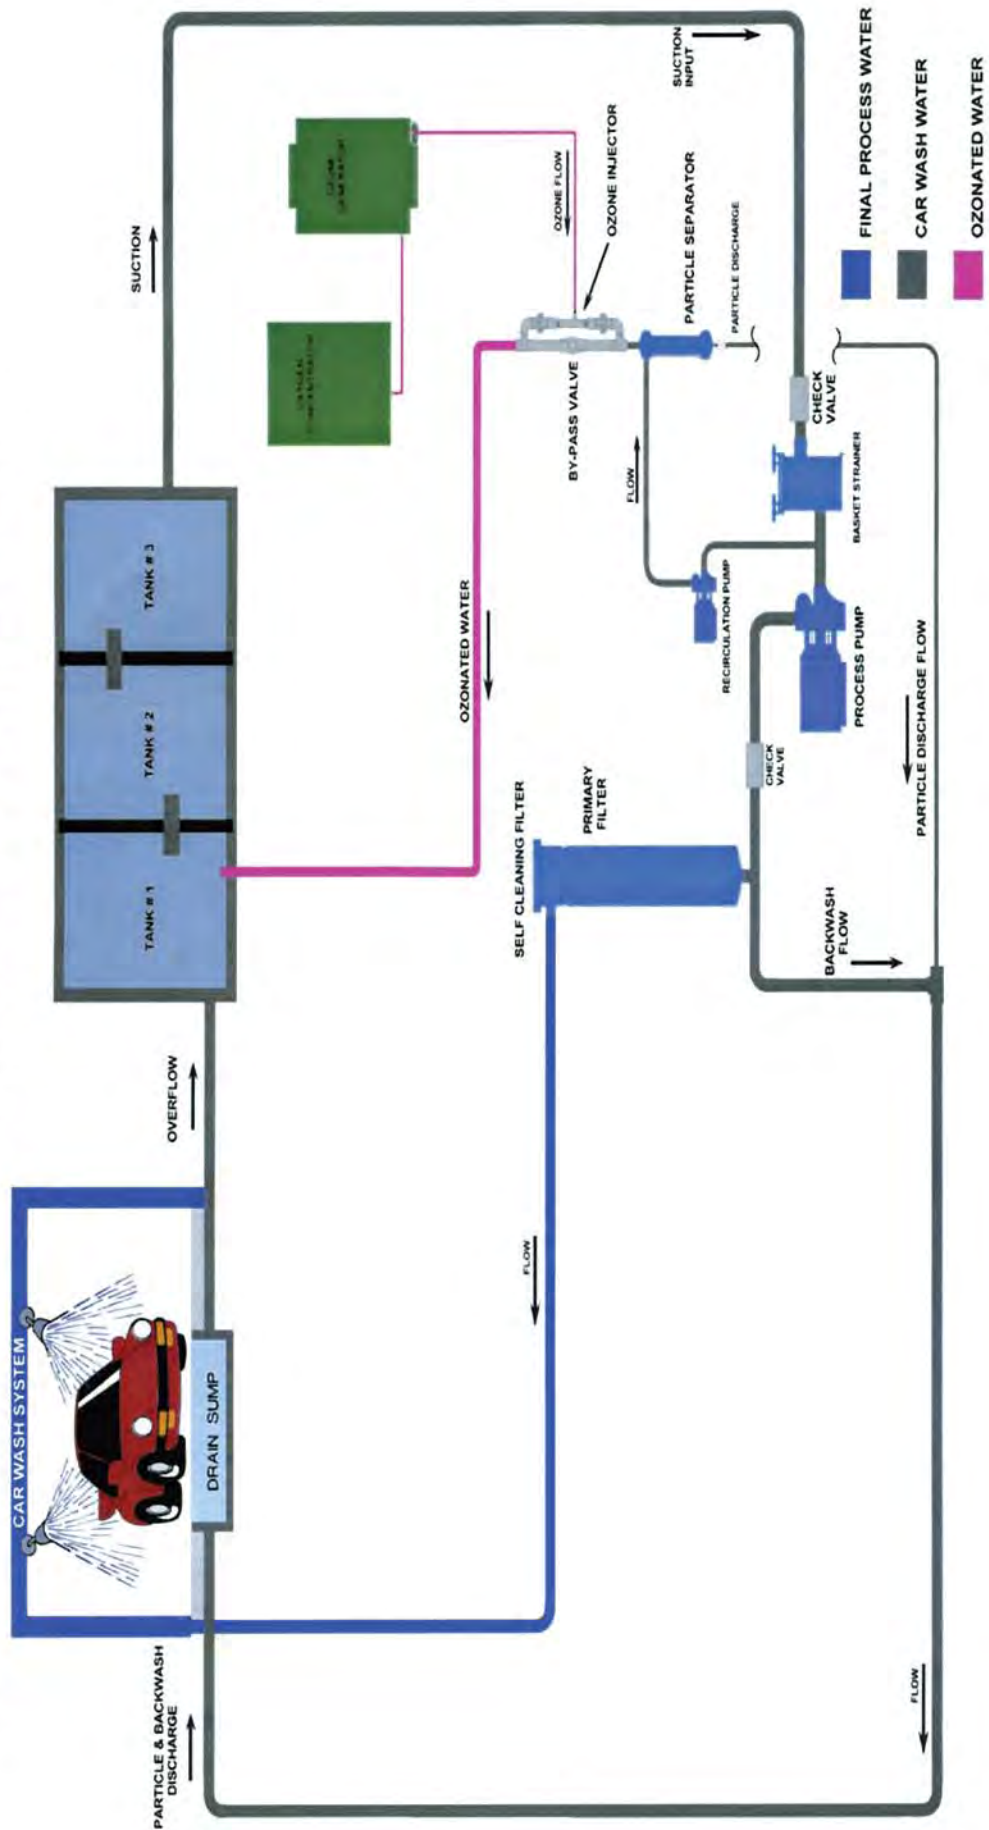 CAR WASH SYSTEM
DRAIN SUMP
PARTICLE & BACKWASH
DISCHARGE
OVERFLOW
TANK # 1
TANK # 2
TANK # 3
SUCTION
SUCTION
INPUT
OZONE FLOW
OZONE INJECTOR
OZONATED WATER
BY-PASS VALVE
PARTICLE SEPARATOR
PARTICLE DISCHARGE
FLOW
RECIRCULATION PUMP
CHECK
VALVE
BASKET STRAINER
PROCESS PUMP
CHECK
VALVE
SELF CLEANING FILTER
PRIMARY
FILTER
FLOW
BACKWASH
FLOW
PARTICLE DISCHARGE FLOW
FLOW
FINAL PROCESS WATER
CAR WASH WATER
OZONATED WATER